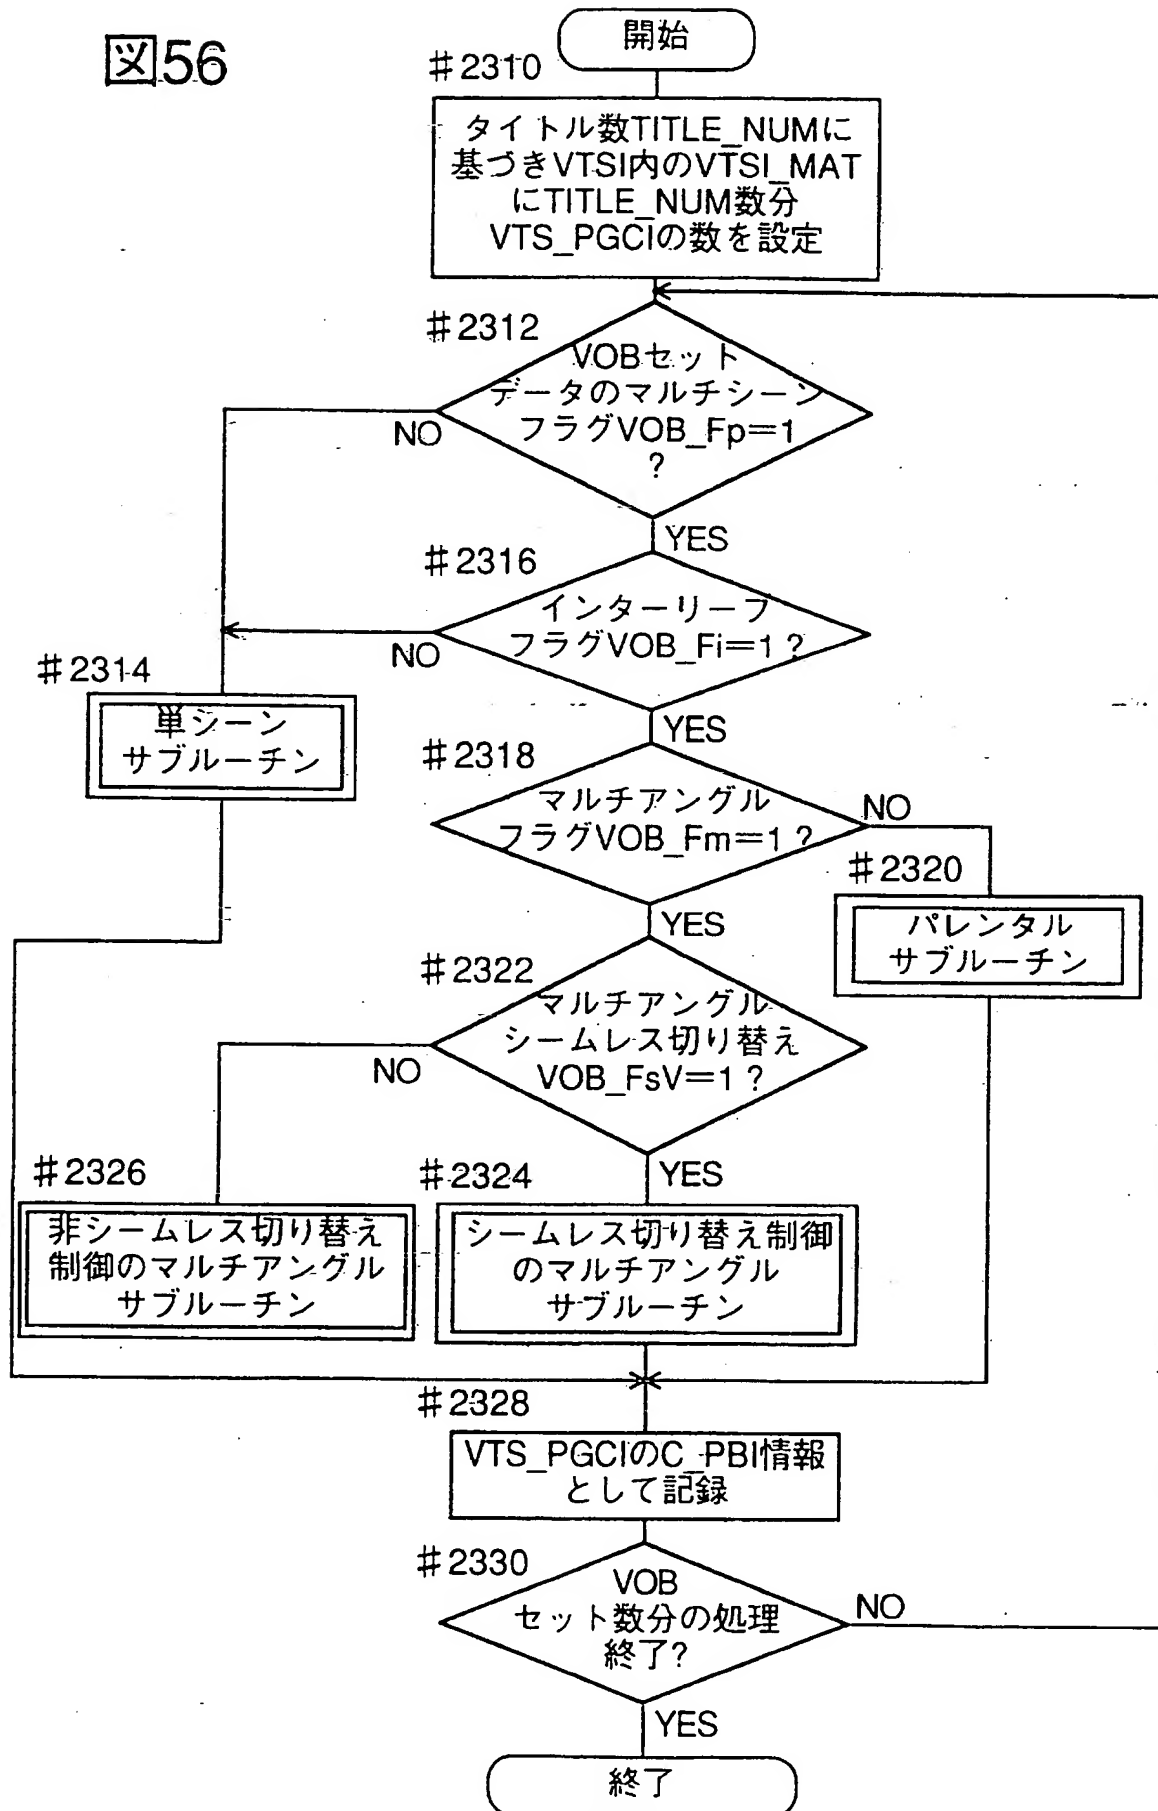 図56
開始
#2310
タイトル数TITLE_NUMに
基づきVTSI内のVTSI_MAT
にTITLE_NUM数分
VTS_PGCIの数を設定
#2312
VOBセット
データのマルチシーン
フラグVOB_Fp=1
?
NO
YES
#2316
インターリーフ
フラグVOB_Fi=1?
NO
YES
#2314
単シーン
サブルーチン
#2318
マルチアングル
フラグVOB_Fm=1?
NO
YES
#2320
パレンタル
サブルーチン
#2322
マルチアングル
シームレス切り替え
VOB_FsV=1?
NO
YES
#2326
非シームレス切り替え
制御のマルチアングル
サブルーチン
#2324
シームレス切り替え制御
のマルチアングル
サブルーチン
#2328
VTS_PGCIのC_PBI情報
として記録
#2330
VOB
セット数分の処理
終了?
NO
YES
終了